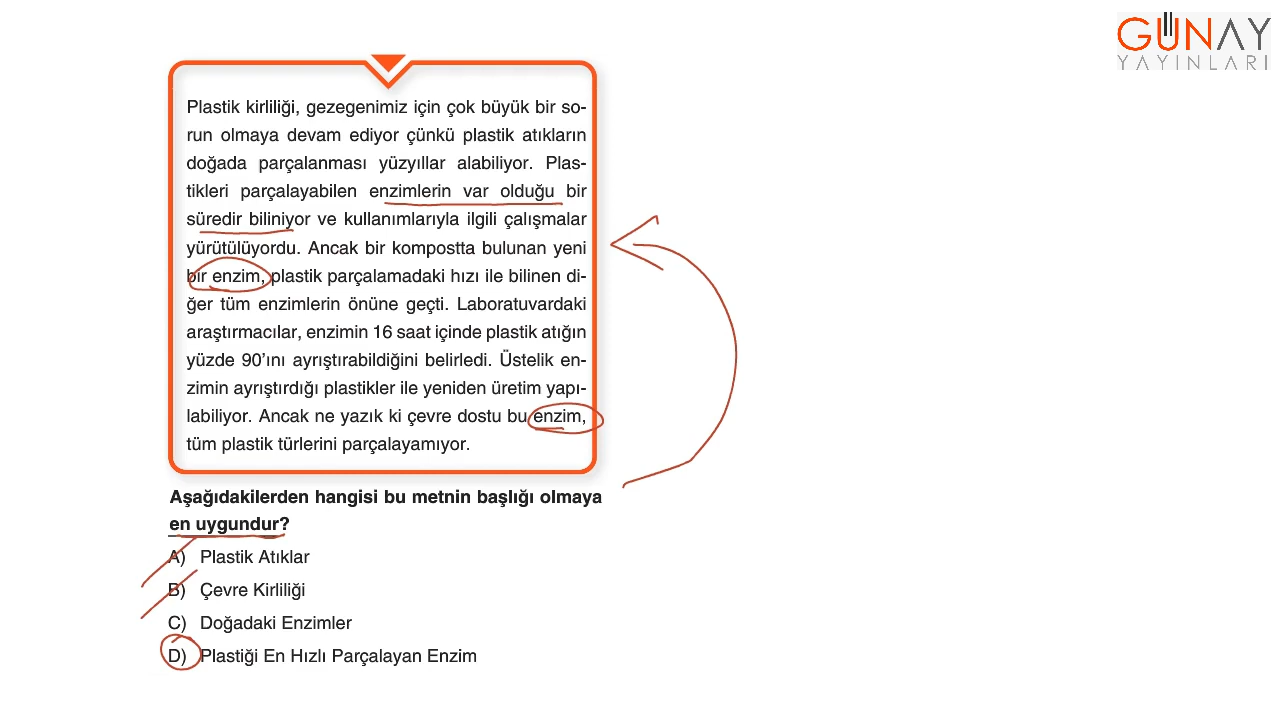 GÜNAY
YAYINLARI
Plastik kirliliği, gezegenimiz için çok büyük bir so-
run olmaya devam ediyor çünkü plastik atıkların
doğada parçalanması yüzyıllar alabiliyor. Plas-
tikleri parçalayabilen enzimlerin var olduğu bir
süredir biliniyor ve kullanımlarıyla ilgili çalışmalar
yürütülüyordu. Ancak bir kompostta bulunan yeni
bir enzim, plastik parçalamadaki hızı ile bilinen di-
ğer tüm enzimlerin önüne geçti. Laboratuvardaki
araştırmacılar, enzimin 16 saat içinde plastik atığın
yüzde 90’ını ayrıştırabildiğini belirledi. Üstelik en-
zimin ayrıştırdığı plastikler ile yeniden üretim yapı-
labiliyor. Ancak ne yazık ki çevre dostu bu enzim,
tüm plastik türlerini parçalayamıyor.
Aşağıdakilerden hangisi bu metnin başlığı olmaya
en uygundur?
A) Plastik Atıklar
B) Çevre Kirliliği
C) Doğadaki Enzimler
D) Plastiği En Hızlı Parçalayan Enzim